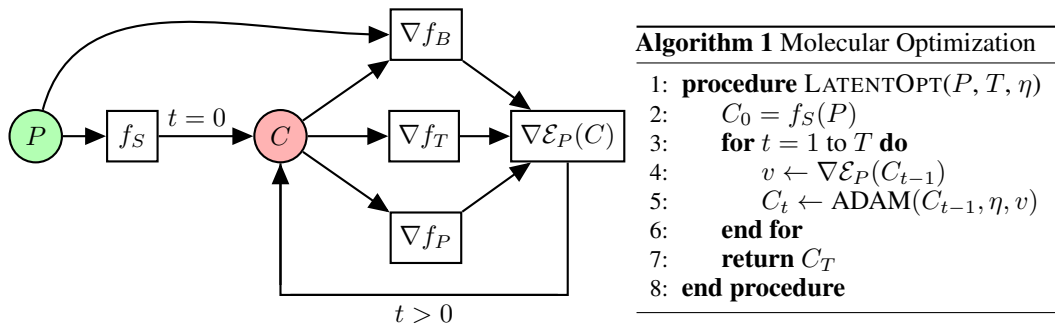 ∇f_B
P
f_S
t = 0
C
∇f_T
∇ℰ_P(C)
∇f_P
t > 0
Algorithm 1 Molecular Optimization
1: procedure LATENTOPT(P, T, η)
2: C_0 = f_S(P)
3: for t = 1 to T do
4: v ← ∇ℰ_P(C_{t−1})
5: C_t ← ADAM(C_{t−1}, η, v)
6: end for
7: return C_T
8: end procedure